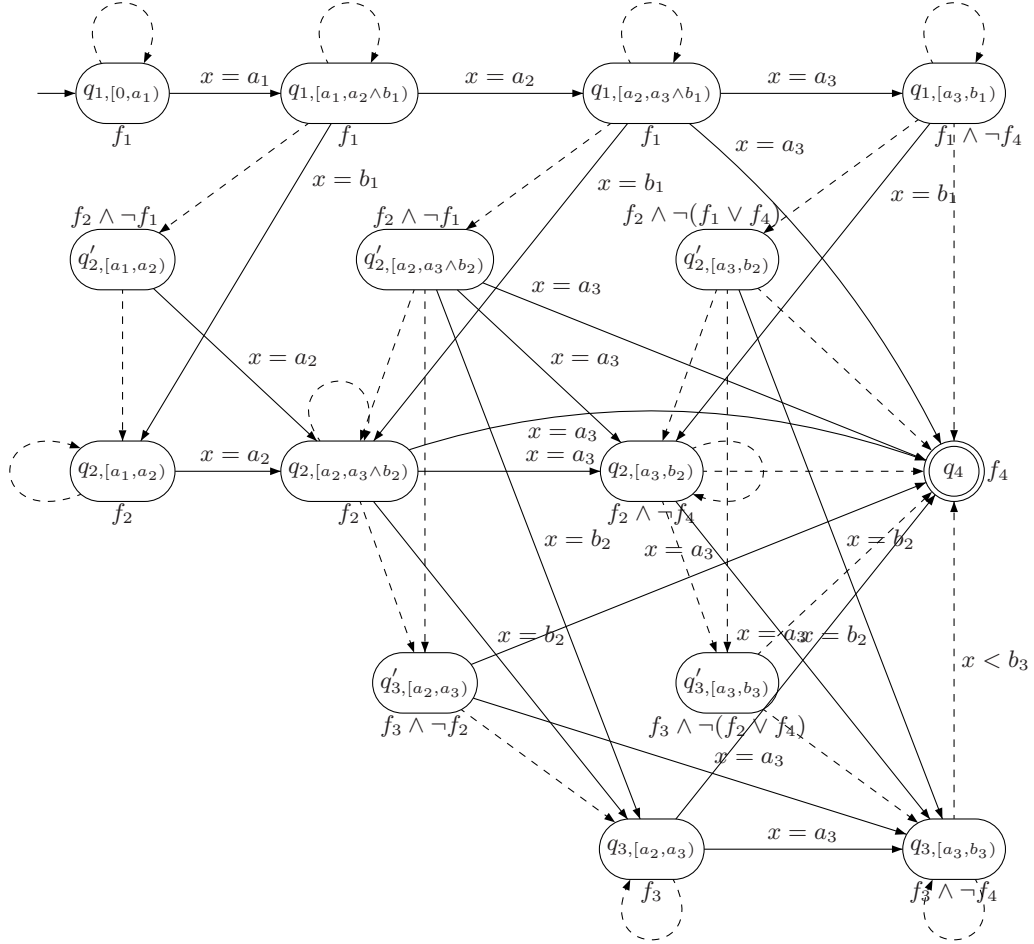 x = a₁
x = a₂
x = a₃
q₁,[0,a₁)
q₁,[a₁,a₂∧b₁)
q₁,[a₂,a₃∧b₁)
q₁,[a₃,b₁)
f₁
f₁
f₁
f₁ ∧ ¬f₄
x = a₃
x = b₁
x = b₁
x = b₁
f₂ ∧ ¬f₁
f₂ ∧ ¬f₁
f₂ ∧ ¬(f₁ ∨ f₄)
q′₂,[a₁,a₂)
q′₂,[a₂,a₃∧b₂)
q′₂,[a₃,b₂)
x = a₃
x = a₂
x = a₃
x = a₃
x = a₂
x = a₃
q₂,[a₁,a₂)
q₂,[a₂,a₃∧b₂)
q₂,[a₃,b₂)
q₄
f₄
f₂
f₂
f₂ ∧ ¬f₄
x = b₂
x = a₃
x = b₂
x = b₂
x = a₃
x = b₂
x < b₃
q′₃,[a₂,a₃)
q′₃,[a₃,b₃)
f₃ ∧ ¬f₂
f₃ ∧ ¬(f₂ ∨ f₄)
x = a₃
x = a₃
q₃,[a₂,a₃)
q₃,[a₃,b₃)
f₃
f₃ ∧ ¬f₄